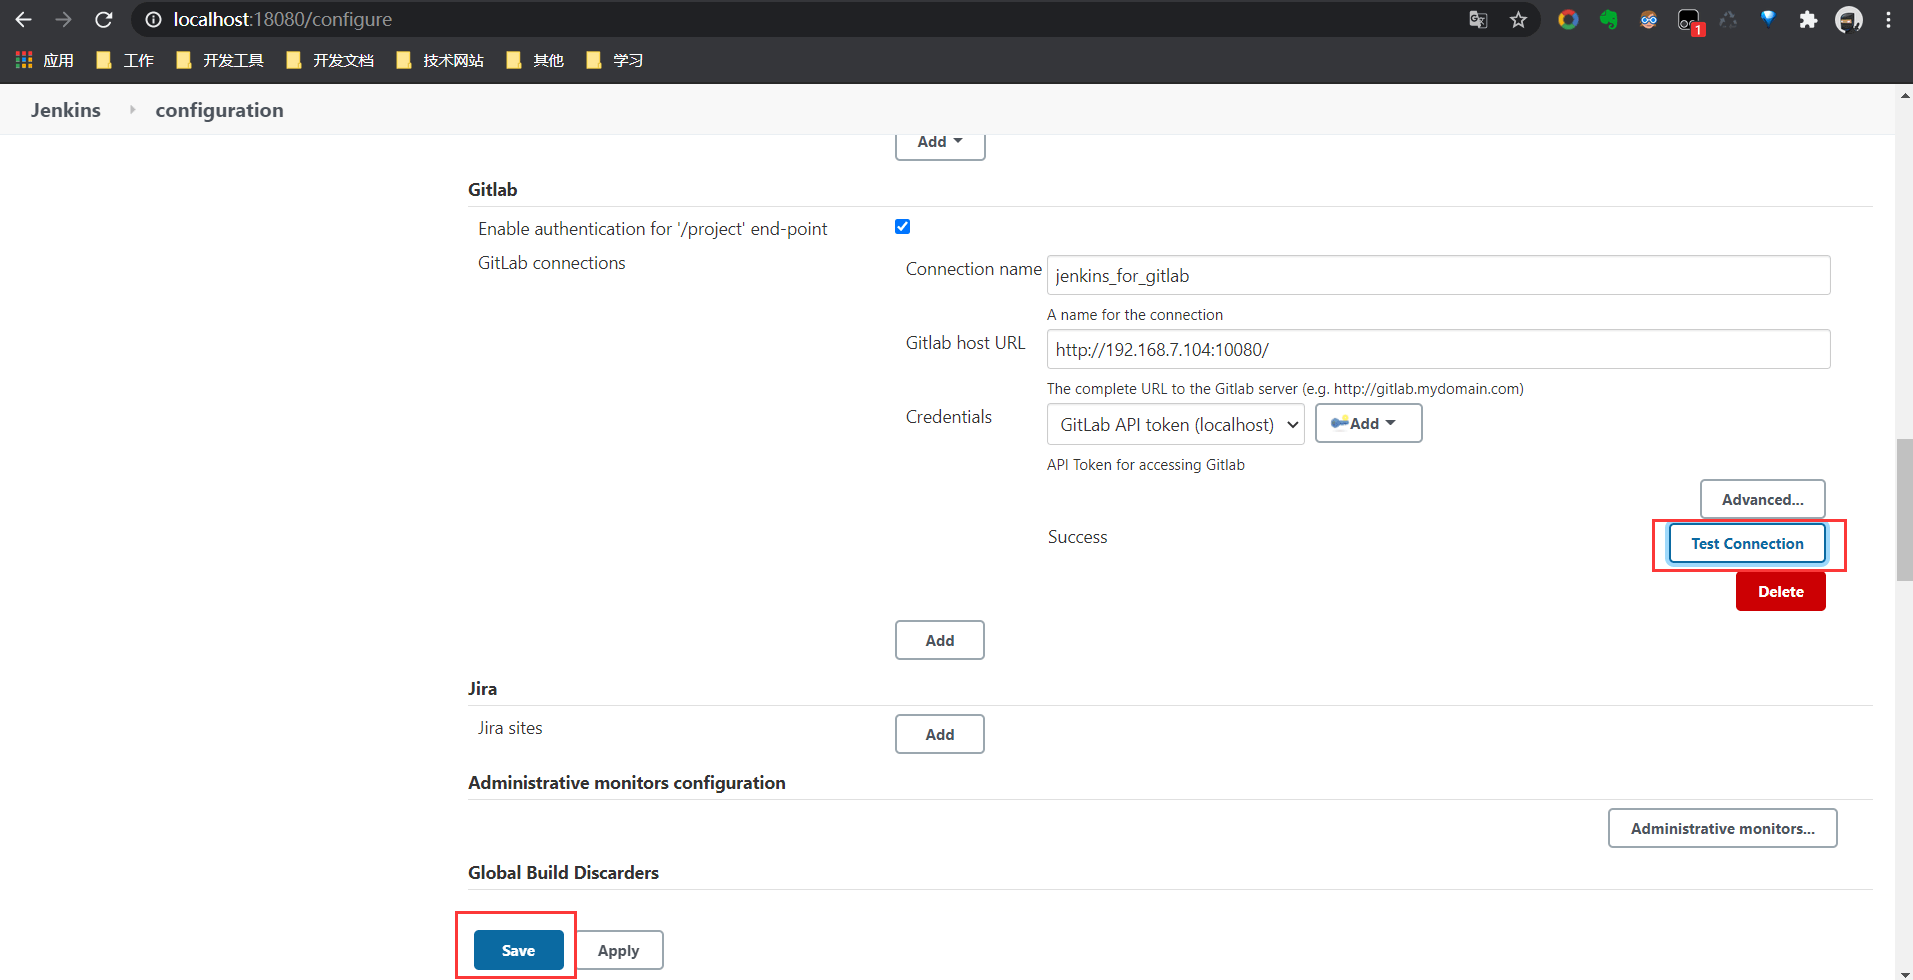 localhost:18080/configure
1
应用 工作 开发工具 开发文档 技术网站 其他 学习
Jenkins configuration
Add
Gitlab
Enable authentication for '/project' end-point
GitLab connections
Connection name jenkins_for_gitlab
A name for the connection
Gitlab host URL http://192.168.7.104:10080/
The complete URL to the Gitlab server (e.g. http://gitlab.mydomain.com)
Credentials GitLab API token (localhost) Add
API Token for accessing Gitlab
Advanced...
Success Test Connection
Delete
Add
Jira
Jira sites Add
Administrative monitors configuration
Administrative monitors...
Global Build Discarders
Save Apply